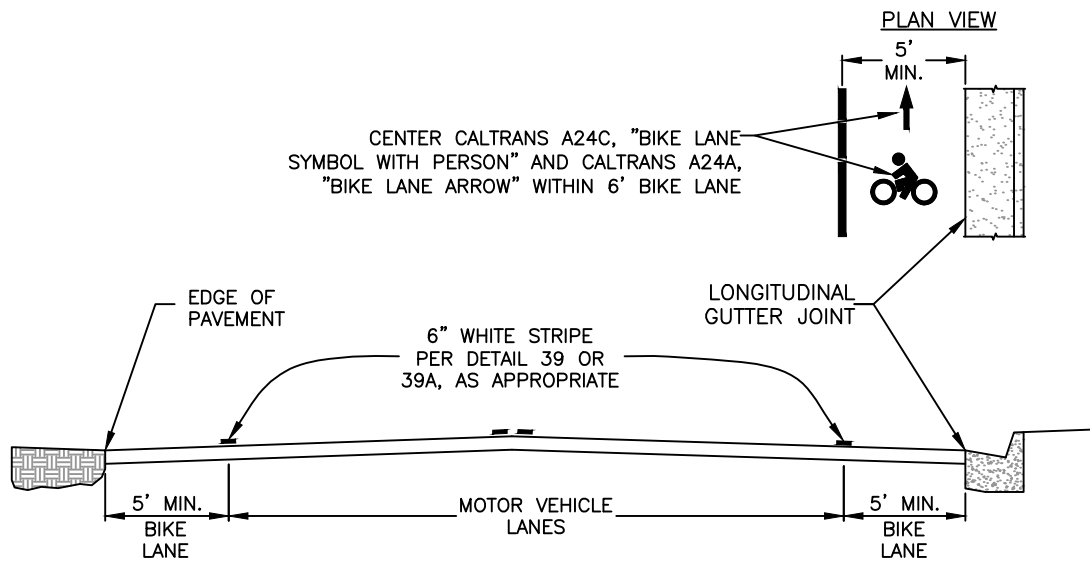 PLAN VIEW
5'
MIN.
CENTER CALTRANS A24C, "BIKE LANE
SYMBOL WITH PERSON" AND CALTRANS A24A,
"BIKE LANE ARROW" WITHIN 6' BIKE LANE
EDGE OF
PAVEMENT
LONGITUDINAL
GUTTER JOINT
6" WHITE STRIPE
PER DETAIL 39 OR
39A, AS APPROPRIATE
5' MIN.
BIKE
LANE
MOTOR VEHICLE
LANES
5' MIN.
BIKE
LANE